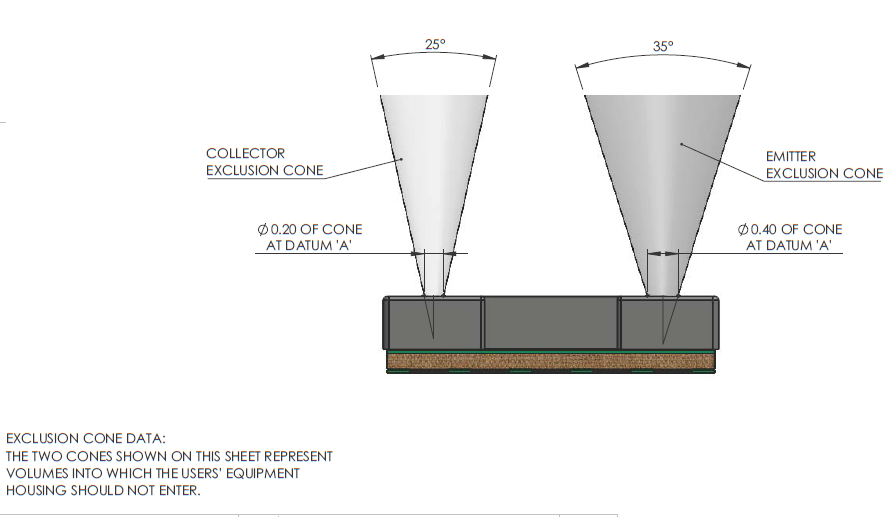 25°
35°
COLLECTOR
EXCLUSION CONE
EMITTER
EXCLUSION CONE
∅0.20 OF CONE
AT DATUM 'A'
∅0.40 OF CONE
AT DATUM 'A'
EXCLUSION CONE DATA:
THE TWO CONES SHOWN ON THIS SHEET REPRESENT
VOLUMES INTO WHICH THE USERS' EQUIPMENT
HOUSING SHOULD NOT ENTER.